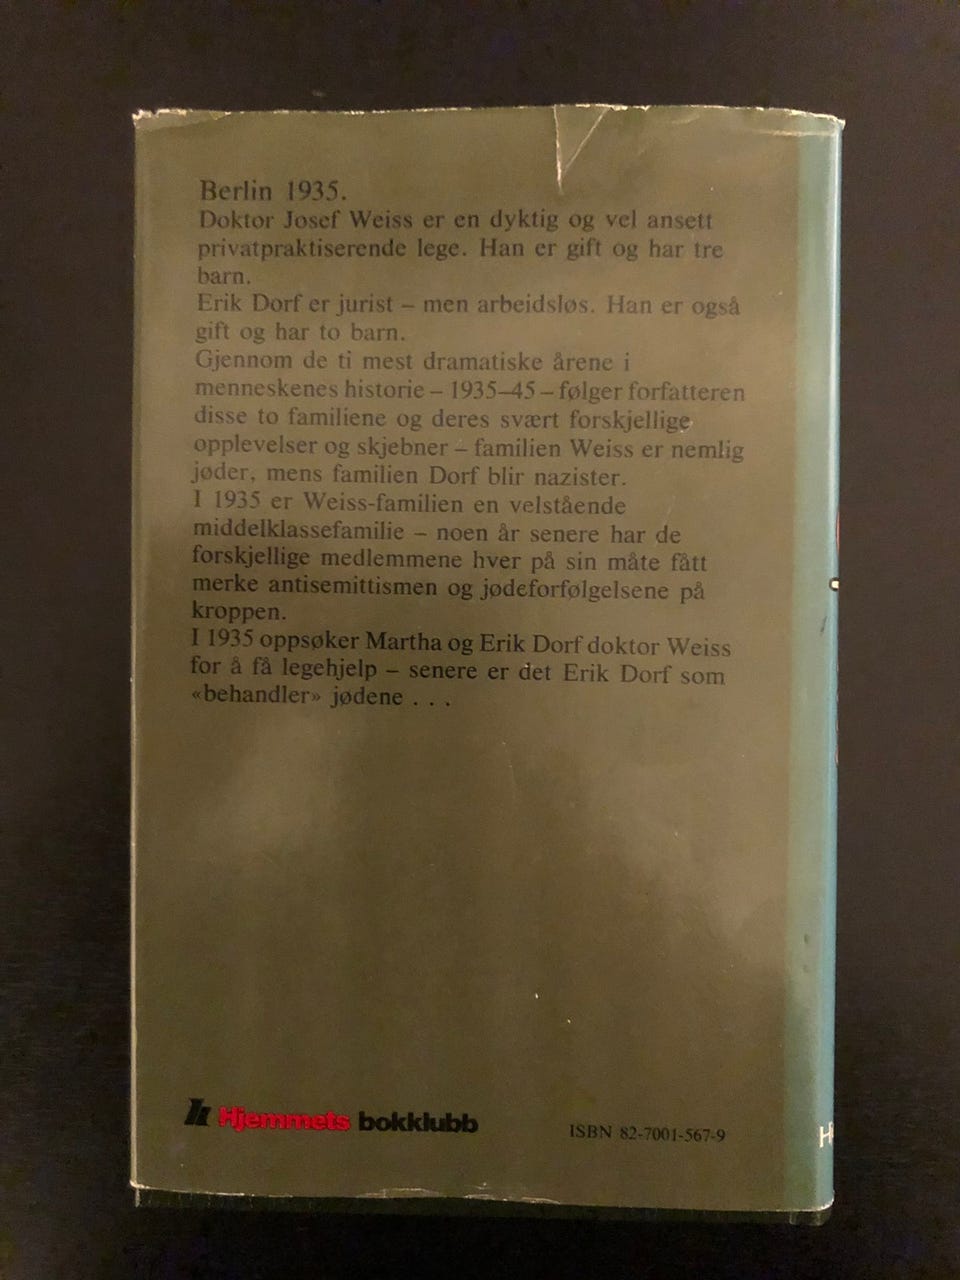 Berlin 1935.
Doktor Josef Weiss er en dyktig og vel ansett
privatpraktiserende lege. Han er gift og har tre
barn.
Erik Dorf er jurist – men arbeidsløs. Han er også
gift og har to barn.
Gjennom de ti mest dramatiske årene i
menneskenes historie – 1935–45 – følger forfatteren
disse to familiene og deres svært forskjellige
opplevelser og skjebner – familien Weiss er nemlig
jøder, mens familien Dorf blir nazister.
I 1935 er Weiss-familien en velstående
middelklassefamilie – noen år senere har de
forskjellige medlemmene hver på sin måte fått
merke antisemittismen og jødeforfølgelsene på
kroppen.
I 1935 oppsøker Martha og Erik Dorf doktor Weiss
for å få legehjelp – senere er det Erik Dorf som
«behandler» jødene . . .
Hjemmets bokklubb
ISBN 82-7001-567-9